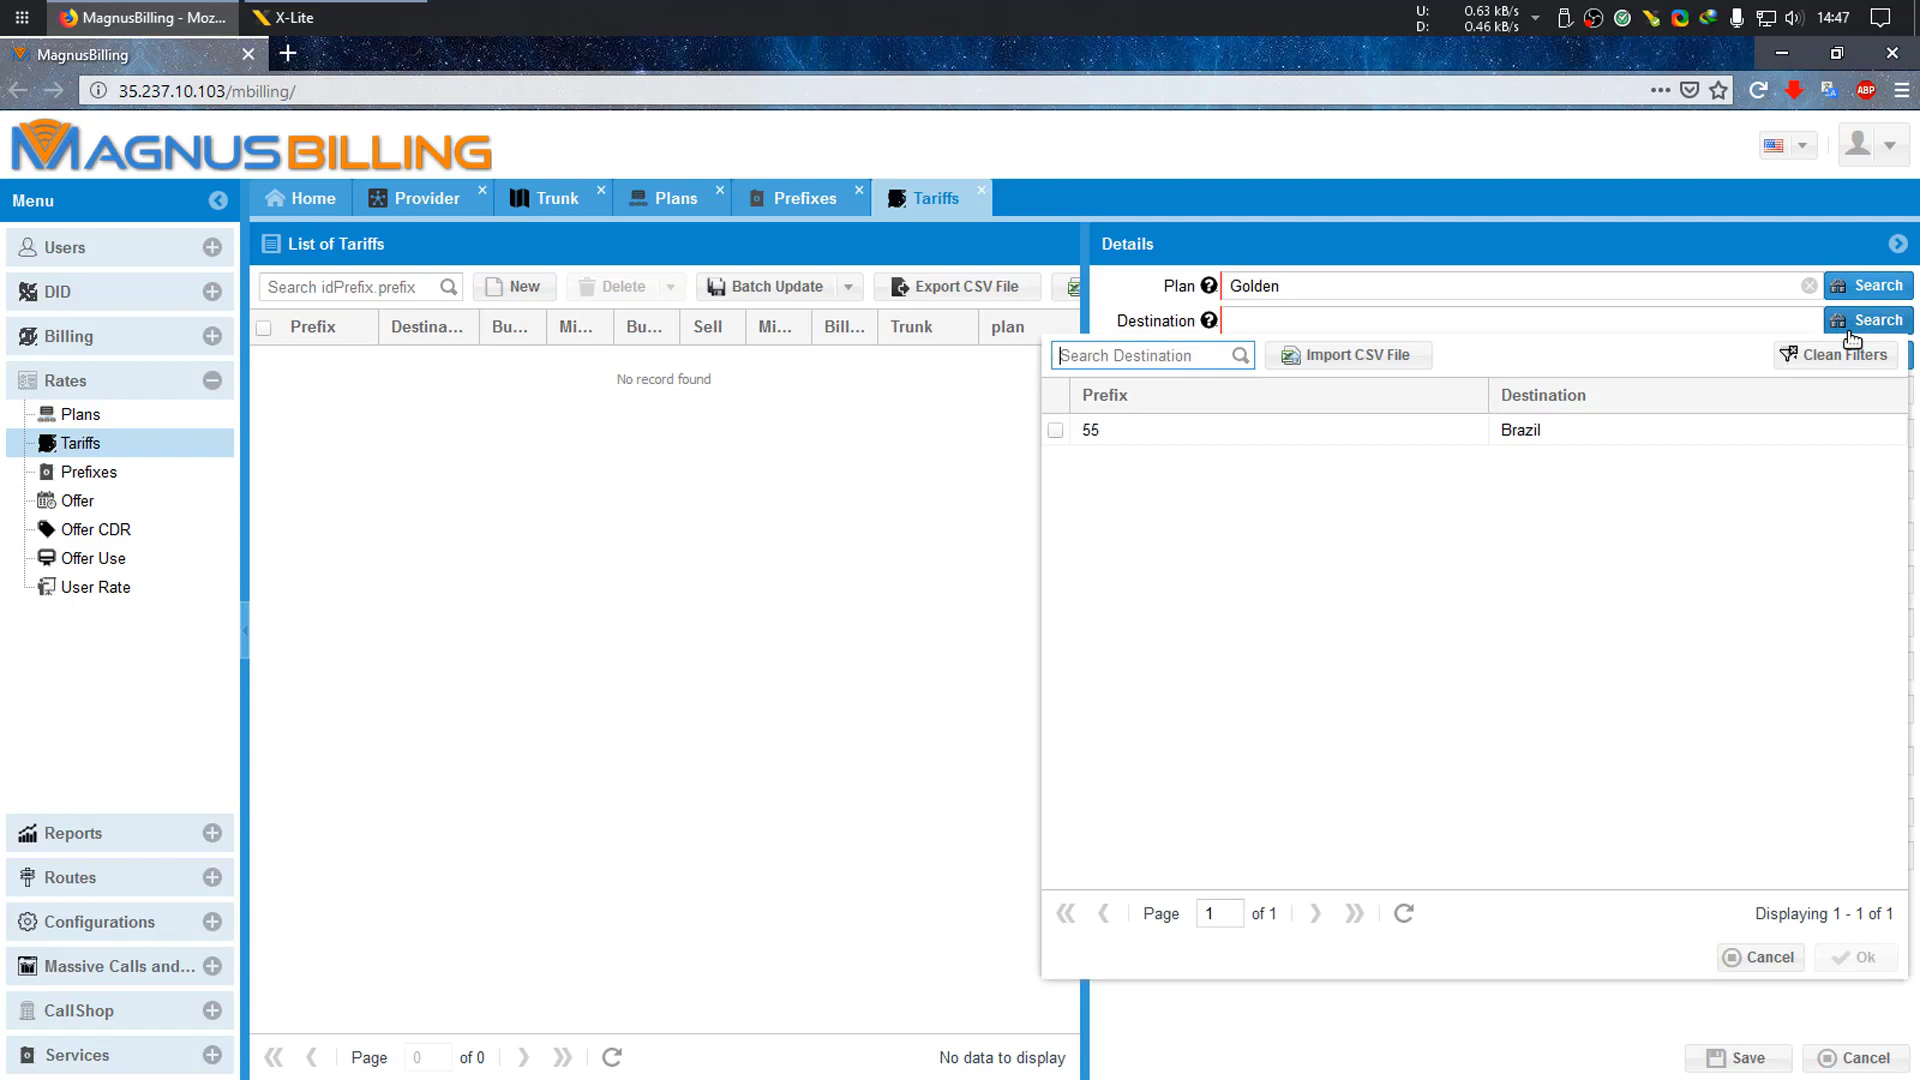 MagnusBilling - Moz...
X-Lite
U: 0.63 kB/s
D: 0.46 kB/s
14:47
MagnusBilling
35.237.10.103/mbilling/
ABP
MAGNUSBILLING
Menu
Home
Provider
Trunk
Plans
Prefixes
Tariffs
Users
DID
Billing
Rates
Plans
Tariffs
Prefixes
Offer
Offer CDR
Offer Use
User Rate
Reports
Routes
Configurations
Massive Calls and...
CallShop
Services
List of Tariffs
Search idPrefix.prefix
New
Delete
Batch Update
Export CSV File
Prefix
Destina...
Bu...
Mi...
Bu...
Sell
Mi...
Bill...
Trunk
plan
No record found
Page 0 of 0
No data to display
Details
Plan
Golden
Search
Destination
Search
Search Destination
Import CSV File
Clean Filters
Prefix
Destination
55
Brazil
Page 1 of 1
Displaying 1 - 1 of 1
Cancel
Ok
Save
Cancel